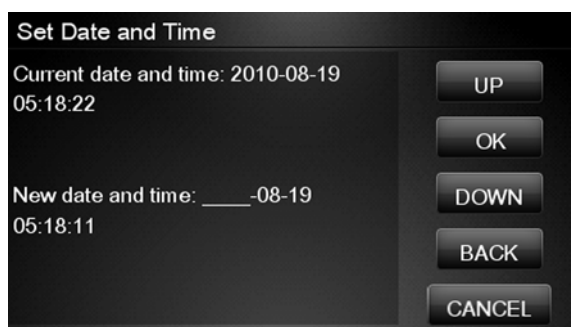 Set Date and Time
Current date and time: 2010-08-19
05:18:22
New date and time: ____-08-19
05:18:11
UP
OK
DOWN
BACK
CANCEL